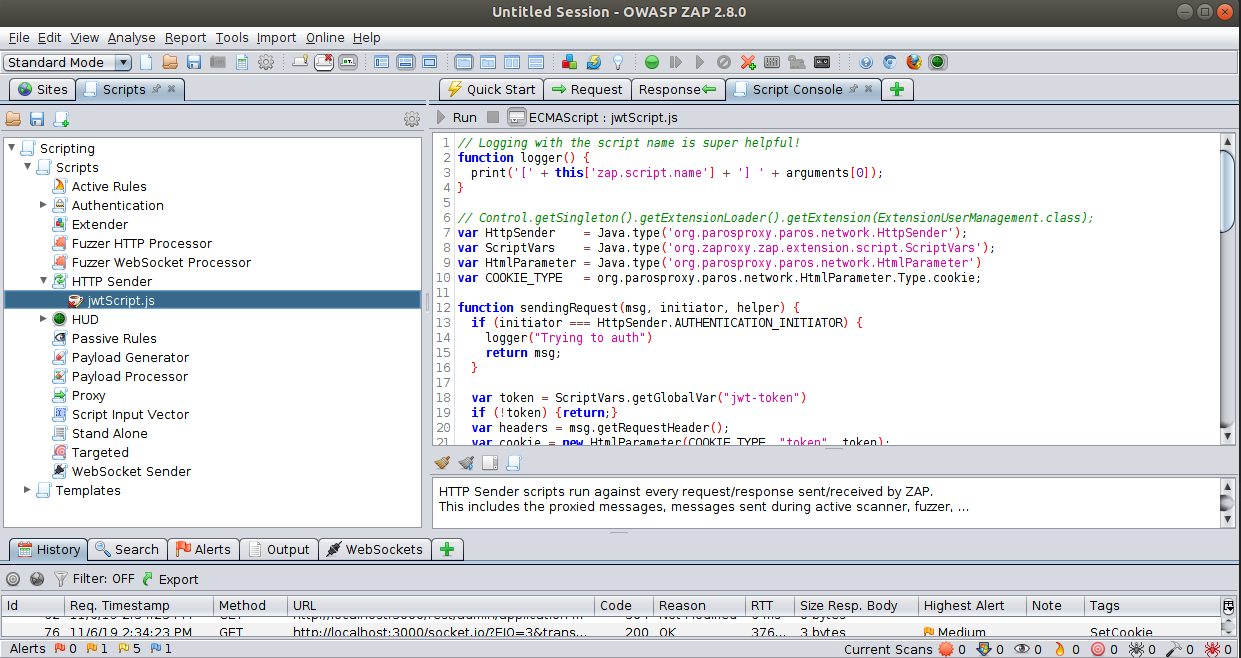 Untitled Session - OWASP ZAP 2.8.0
File Edit View Analyse Report Tools Import Online Help
Standard Mode
Sites Scripts
Quick Start Request Response Script Console
Run ECMAScript : jwtScript.js
Scripting
Scripts
Active Rules
Authentication
Extender
Fuzzer HTTP Processor
Fuzzer WebSocket Processor
HTTP Sender
jwtScript.js
HUD
Passive Rules
Payload Generator
Payload Processor
Proxy
Script Input Vector
Stand Alone
Targeted
WebSocket Sender
Templates
1 // Logging with the script name is super helpful!
2 function logger() {
3 print('[' + this['zap.script.name'] + '] ' + arguments[0]);
4 }
5
6 // Control.getSingleton().getExtensionLoader().getExtension(ExtensionUserManagement.class);
7 var HttpSender = Java.type('org.parosproxy.paros.network.HttpSender');
8 var ScriptVars = Java.type('org.zaproxy.zap.extension.script.ScriptVars');
9 var HtmlParameter = Java.type('org.parosproxy.paros.network.HtmlParameter')
10 var COOKIE_TYPE = org.parosproxy.paros.network.HtmlParameter.Type.cookie;
11
12 function sendingRequest(msg, initiator, helper) {
13 if (initiator === HttpSender.AUTHENTICATION_INITIATOR) {
14 logger("Trying to auth")
15 return msg;
16 }
17
18 var token = ScriptVars.getGlobalVar("jwt-token")
19 if (!token) {return;}
20 var headers = msg.getRequestHeader();
21 var cookie = new HtmlParameter(COOKIE_TYPE, "token", token);
HTTP Sender scripts run against every request/response sent/received by ZAP.
This includes the proxied messages, messages sent during active scanner, fuzzer, ...
History Search Alerts Output WebSockets
Filter: OFF Export
Id Req. Timestamp Method URL Code Reason RTT Size Resp. Body Highest Alert Note Tags
76 11/6/19 2:34:23 PM GET http://localhost:3000/socket.io/?EIO=3&trans... 200 OK 376... 3 bytes Medium SetCookie
Alerts 0 1 5 1 Current Scans 0 0 0 0 0 0 0 0